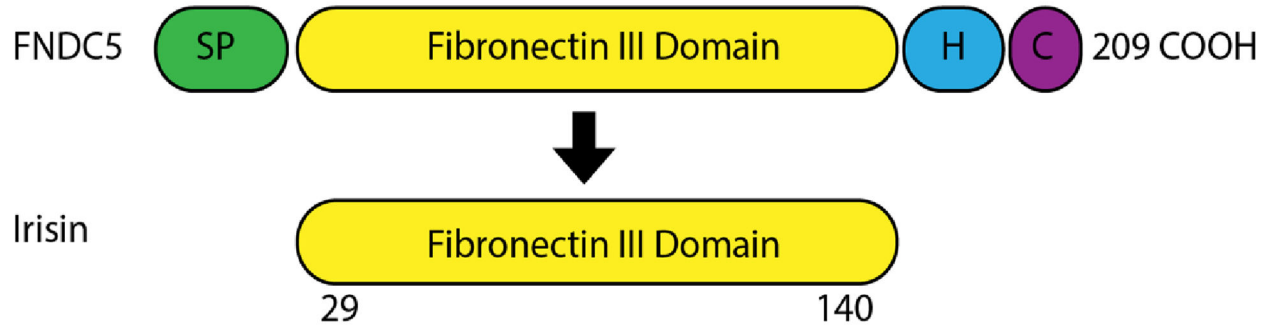 FNDC5 SP Fibronectin III Domain H C 209 COOH
Irisin Fibronectin III Domain
29 140